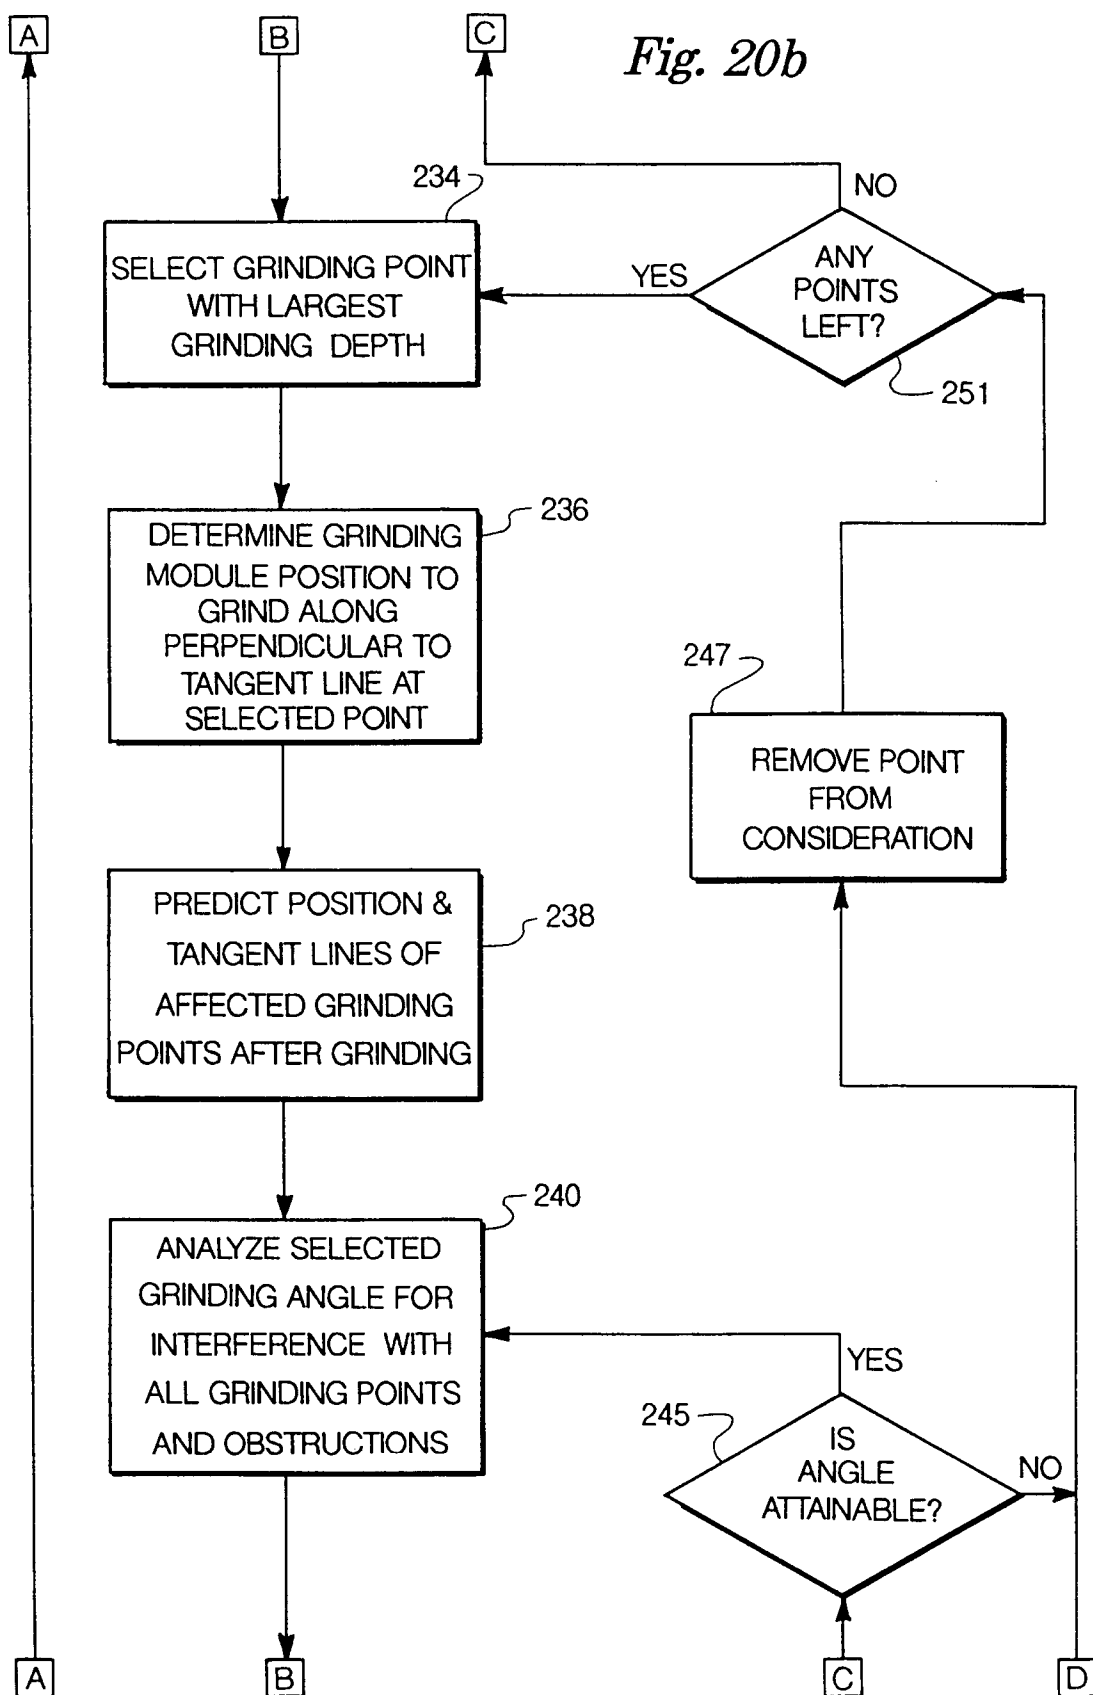 A
B
C
Fig. 20b
234
NO
SELECT GRINDING POINT
WITH LARGEST
GRINDING DEPTH
YES
ANY
POINTS
LEFT?
251
236
DETERMINE GRINDING
MODULE POSITION TO
GRIND ALONG
PERPENDICULAR TO
TANGENT LINE AT
SELECTED POINT
247
REMOVE POINT
FROM
CONSIDERATION
238
PREDICT POSITION &
TANGENT LINES OF
AFFECTED GRINDING
POINTS AFTER GRINDING
240
ANALYZE SELECTED
GRINDING ANGLE FOR
INTERFERENCE WITH
ALL GRINDING POINTS
AND OBSTRUCTIONS
YES
245
IS
ANGLE
ATTAINABLE?
NO
A
B
C
D